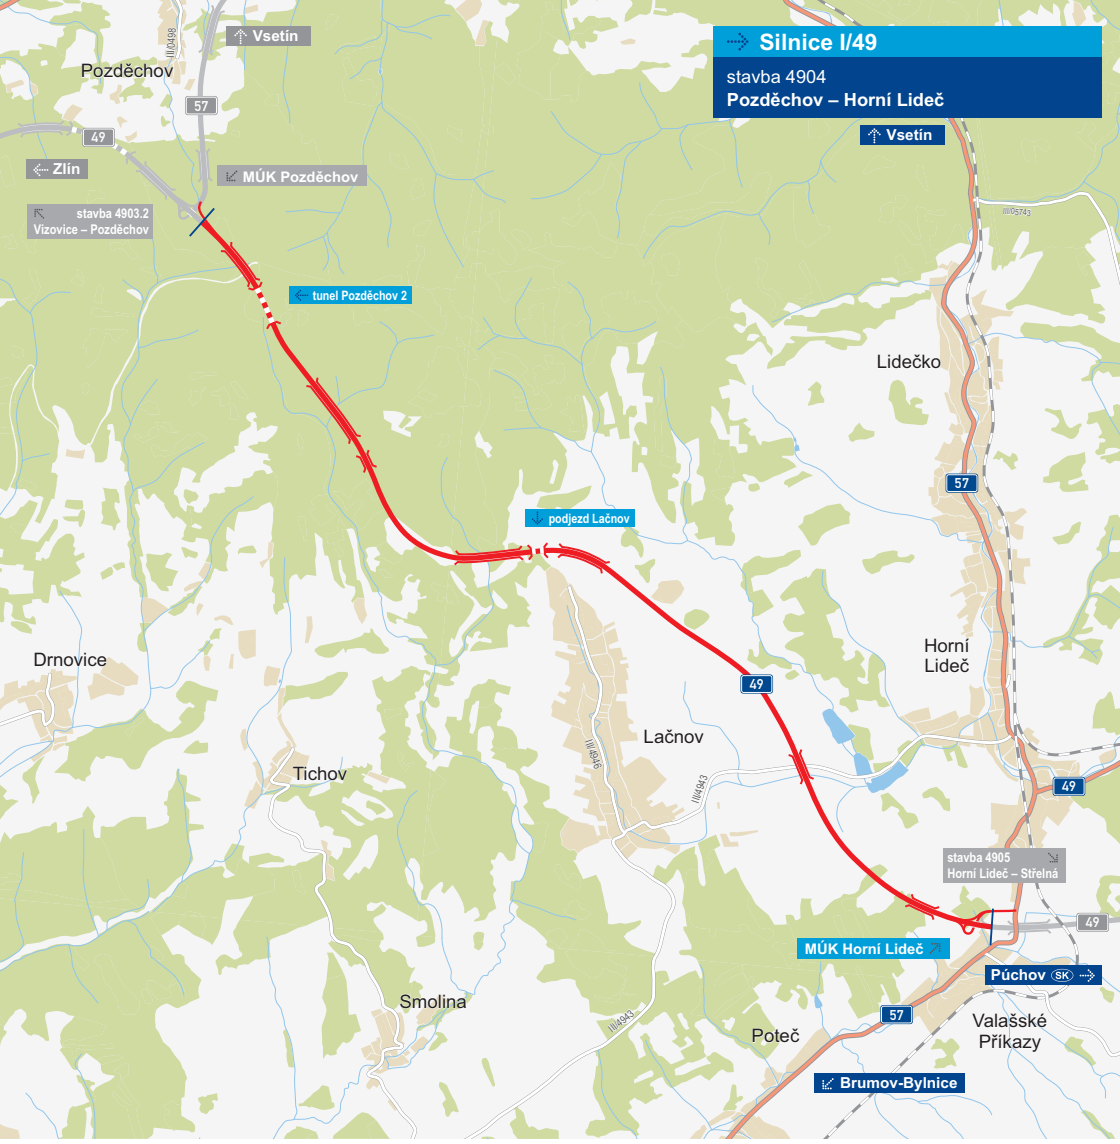 Silnice I/49
stavba 4904
Pozděchov – Horní Lideč
Vsetín
III/0498
Pozděchov
57
49
Vsetín
Zlín
MÚK Pozděchov
stavba 4903.2
Vizovice – Pozděchov
III/05743
tunel Pozděchov 2
Lidečko
57
podjezd Lačnov
Drnovice
Horní
Lideč
49
Lačnov
III/4946
Tichov
III/4943
49
stavba 4905
Horní Lideč – Střelná
49
MÚK Horní Lideč
Púchov SK
Smolina
57
III/4943
Valašské
Příkazy
Poteč
Brumov-Bylnice